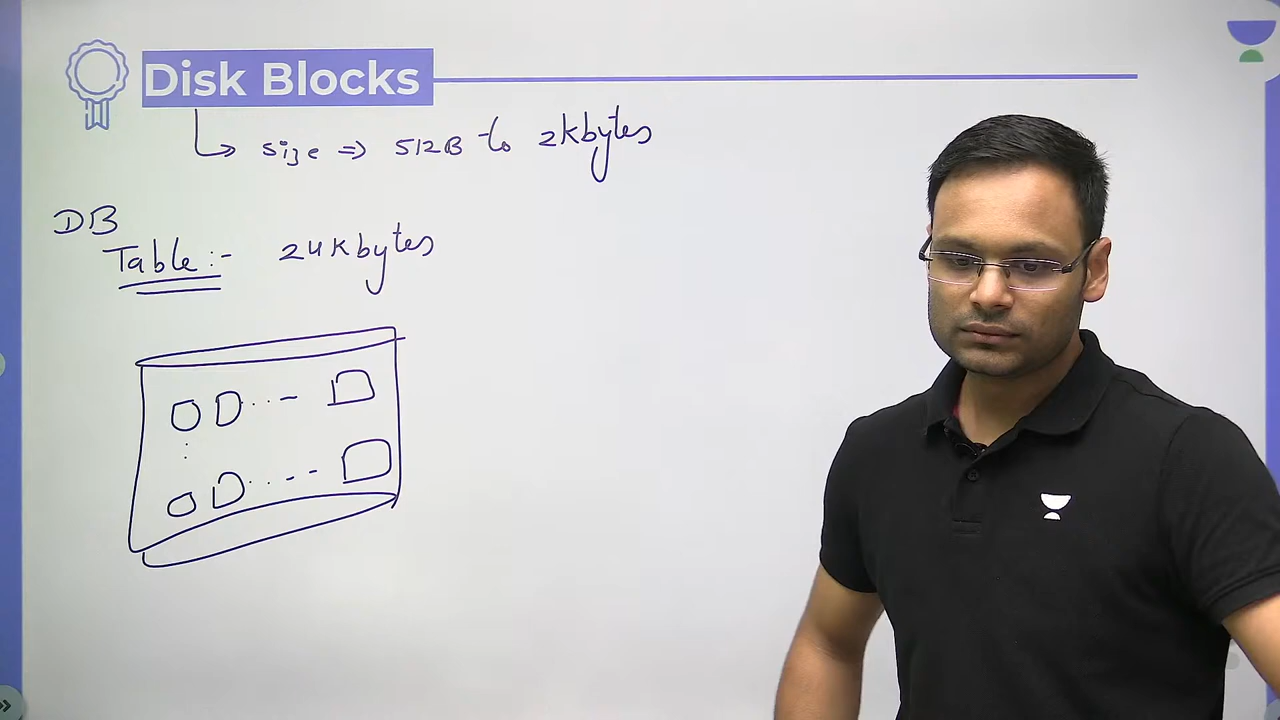 Disk Blocks
↳ size ⇒ 512B to 2kbytes
DB
Table:- 24kbytes